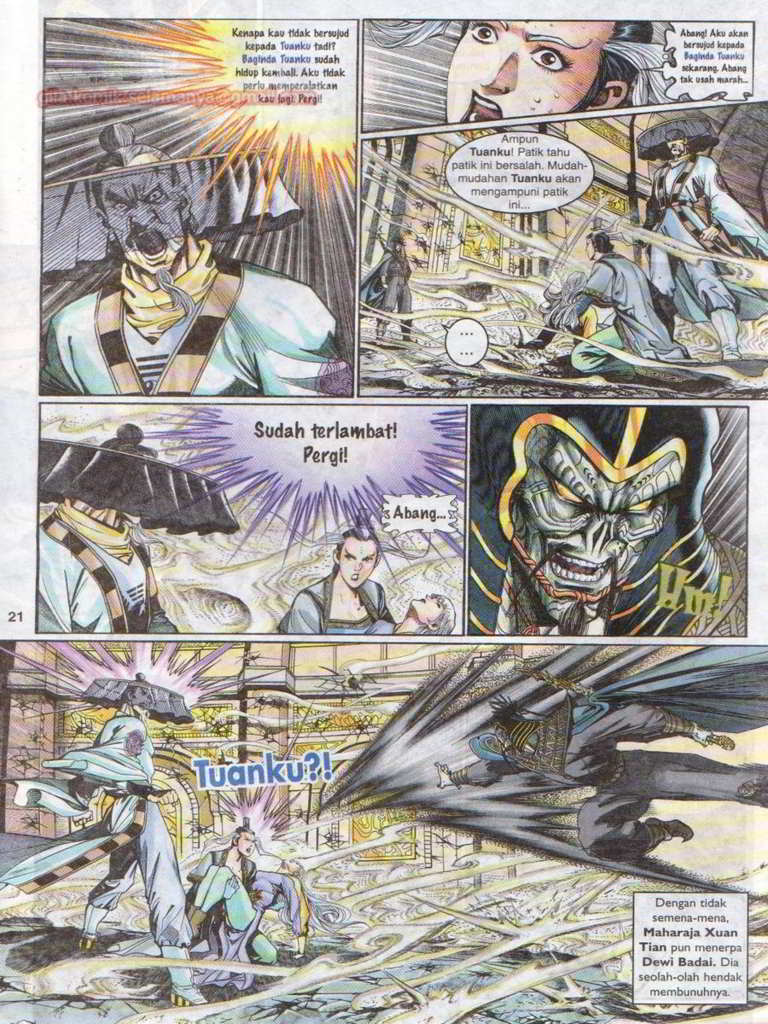 Kenapa kau tidak bersujud
kepada Tuanku tadi?
Baginda Tuanku sudah
hidup kembali. Aku tidak
perlu memperalatkan
kau lagi. Pergi!
Abang! Aku akan
bersujud kepada
Baginda Tuanku
sekarang. Abang
tak usah marah...
Ampun
Tuanku! Patik tahu
patik ini bersalah. Mudah-
mudahan Tuanku akan
mengampuni patik
ini...
...
...
Sudah terlambat!
Pergi!
Abang...
21
Tuanku?!
Dengan tidak
semena-mena,
Maharaja Xuan
Tian pun menerpa
Dewi Badai. Dia
seolah-olah hendak
membunuhnya.